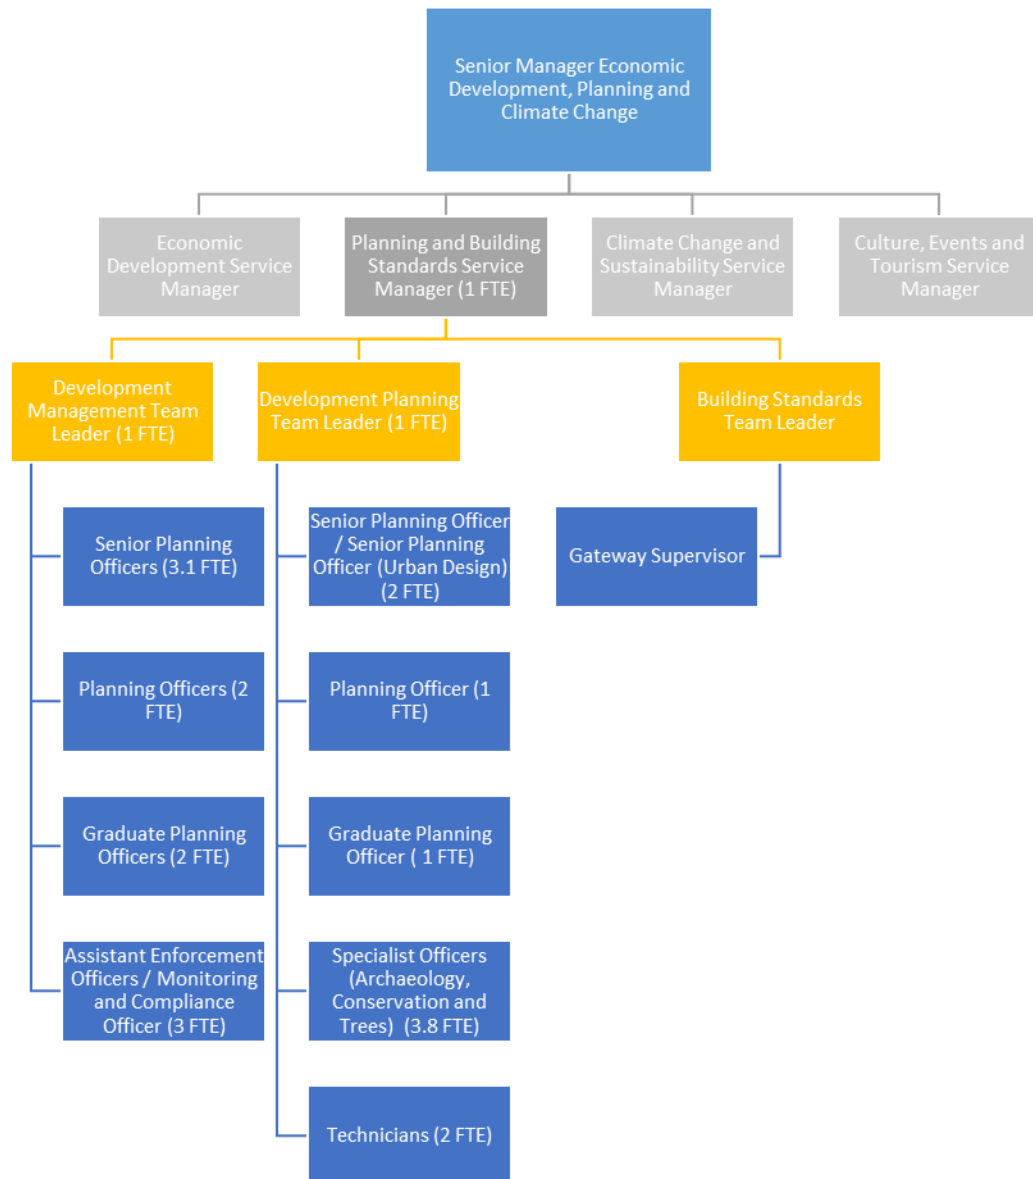 Senior Manager Economic
Development, Planning and
Climate Change
Economic
Development Service
Manager
Planning and Building
Standards Service
Manager (1 FTE)
Climate Change and
Sustainability Service
Manager
Culture, Events and
Tourism Service
Manager
Development
Management Team
Leader (1 FTE)
Development Planning
Team Leader (1 FTE)
Building Standards
Team Leader
Senior Planning
Officers (3.1 FTE)
Senior Planning Officer
/ Senior Planning
Officer (Urban Design)
(2 FTE)
Gateway Supervisor
Planning Officers (2
FTE)
Planning Officer (1
FTE)
Graduate Planning
Officers (2 FTE)
Graduate Planning
Officer ( 1 FTE)
Assistant Enforcement
Officers / Monitoring
and Compliance
Officer (3 FTE)
Specialist Officers
(Archaeology,
Conservation and
Trees)  (3.8 FTE)
Technicians (2 FTE)